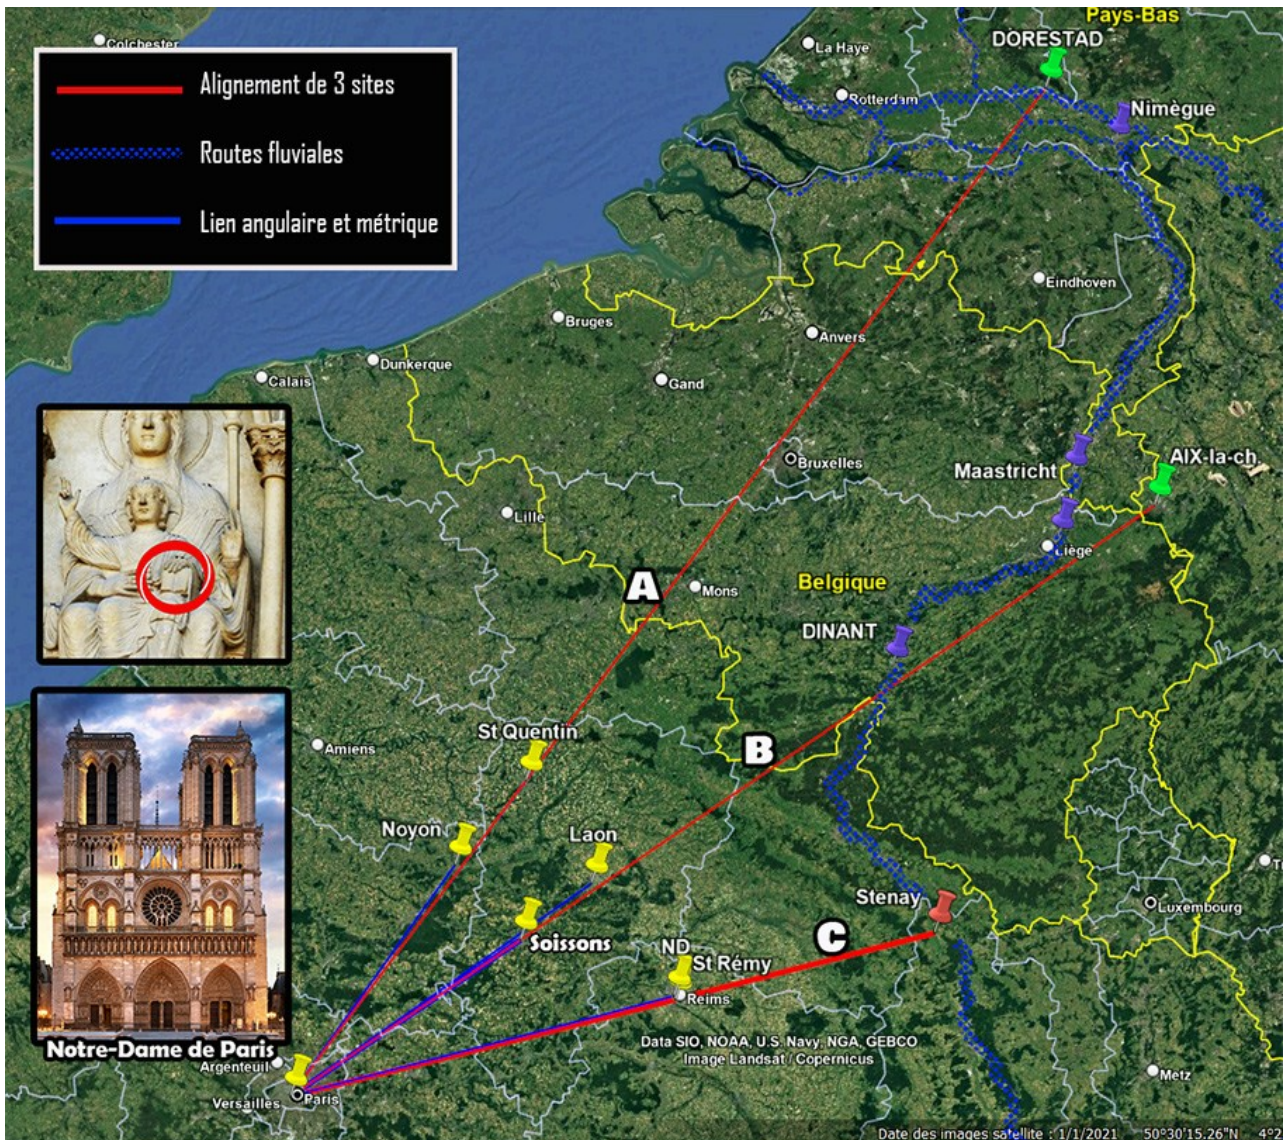 Pays-Bas
Colchester
La Haye
DORESTAD
Alignement de 3 sites
Rotterdam
Nimègue
Routes fluviales
Lien angulaire et métrique
Eindhoven
Bruges
Anvers
Dunkerque
Calais
Gand
Bruxelles
Maastricht
AIX-la-ch
Lille
Liège
A
Mons
Belgique
DINANT
St Quentin
Amiens
B
Noyon
Laon
Stenay
Luxembourg
Soissons
C
ND
St Rémy
Reims
Data SIO, NOAA, U.S. Navy, NGA, GEBCO
Image Landsat / Copernicus
Notre-Dame de Paris
Argenteuil
Metz
Versailles
Paris
Date des images satellite : 1/1/2021 50°30'15.26"N 4°2